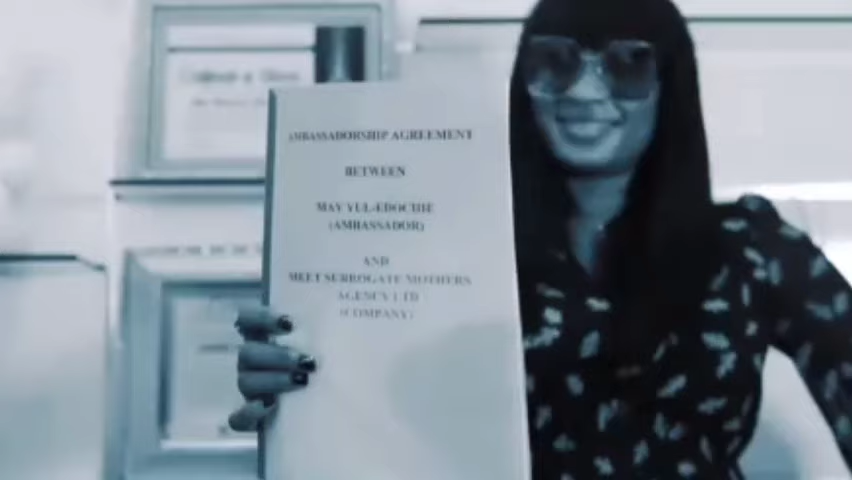 AMBASSADORSHIP AGREEMENT
BETWEEN
MAY YUL-EDOCHIE
(AMBASSADOR)
AND
MEET SURROGATE MOTHERS
AGENCY LTD
(COMPANY)